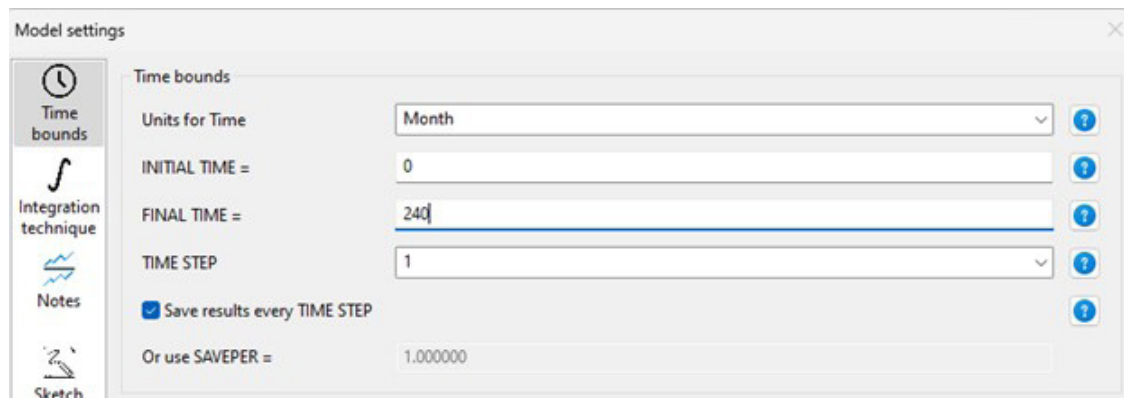 Model settings
Time bounds
Time
bounds
Units for Time
Month
?
INITIAL TIME =
0
?
Integration
technique
FINAL TIME =
240
?
TIME STEP
1
?
Notes
Save results every TIME STEP
?
Or use SAVEPER =
1.000000
Sketch